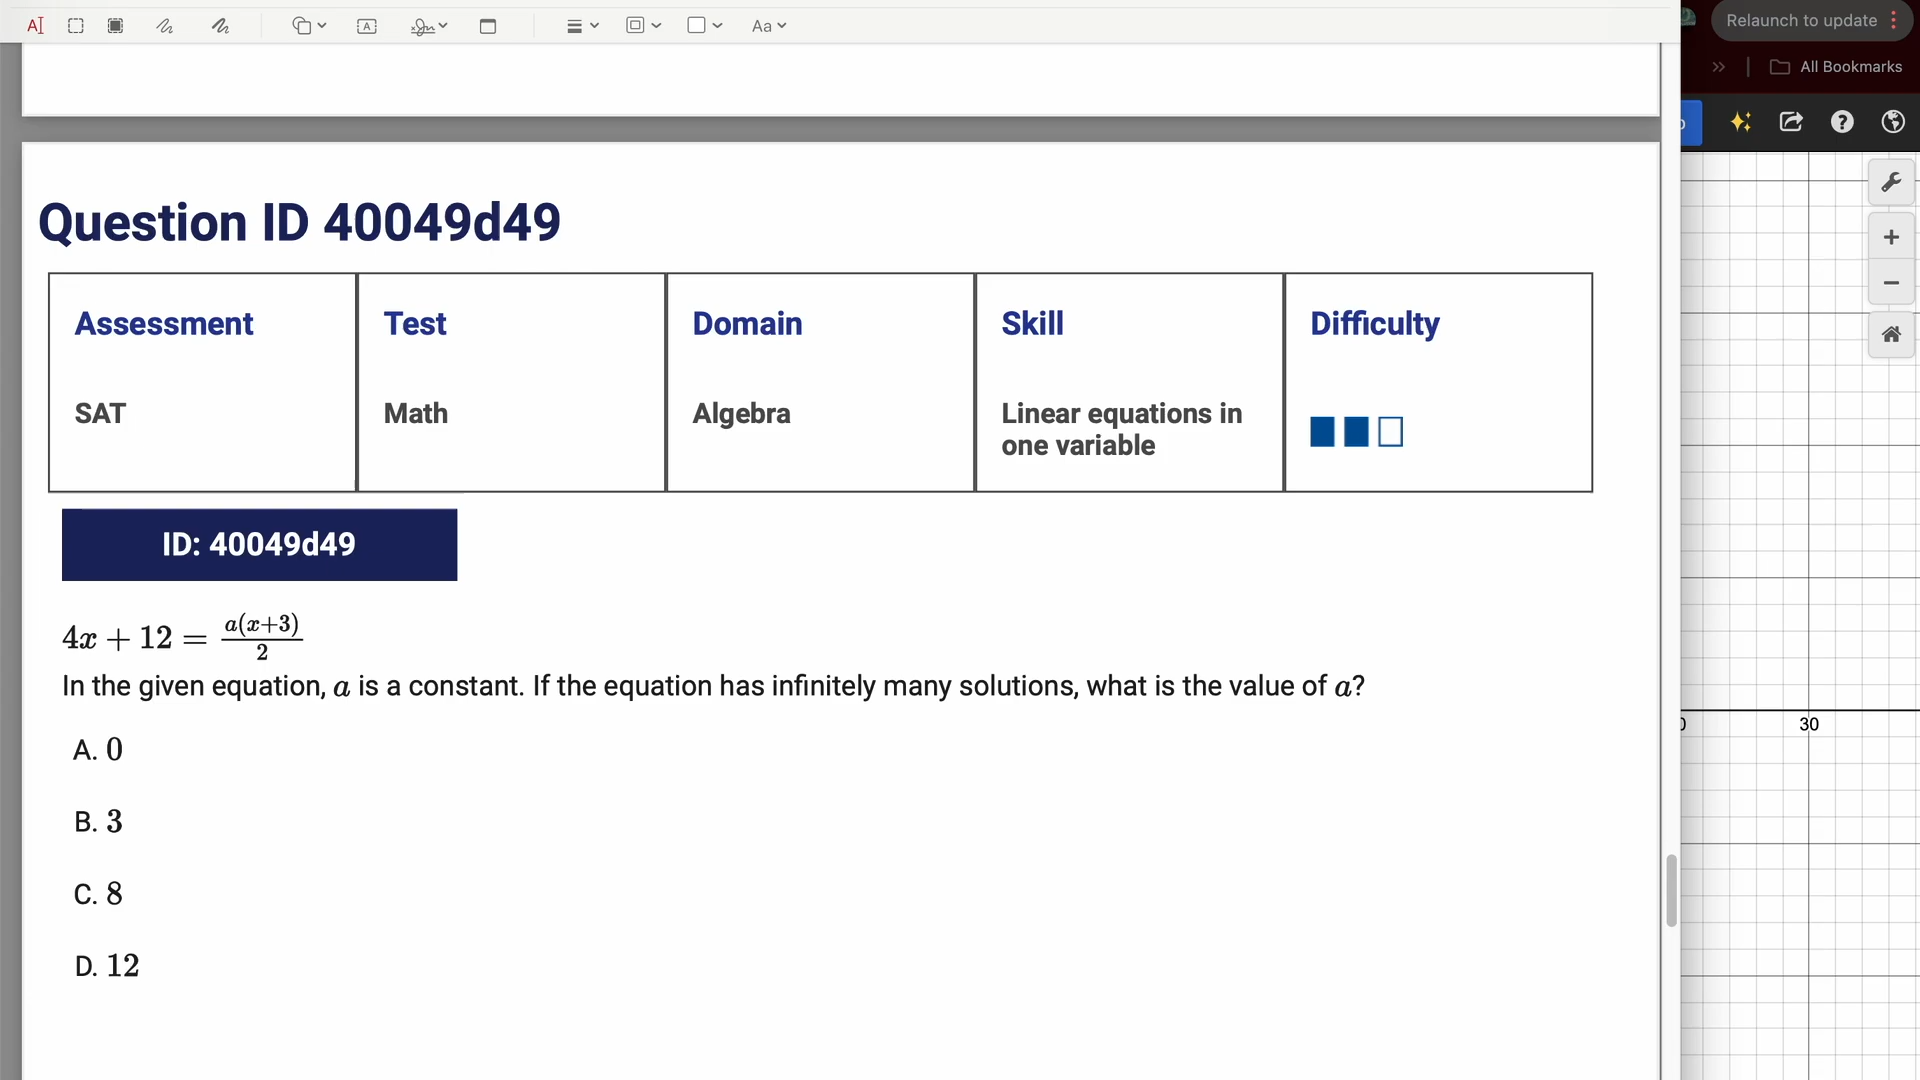 Relaunch to update
All Bookmarks
Aa
Question ID 40049d49
Assessment Test Domain Skill Difficulty
SAT Math Algebra Linear equations in
one variable
ID: 40049d49
4x + 12 = a(x+3)/2
In the given equation, a is a constant. If the equation has infinitely many solutions, what is the value of a?
A. 0
B. 3
C. 8
D. 12
30